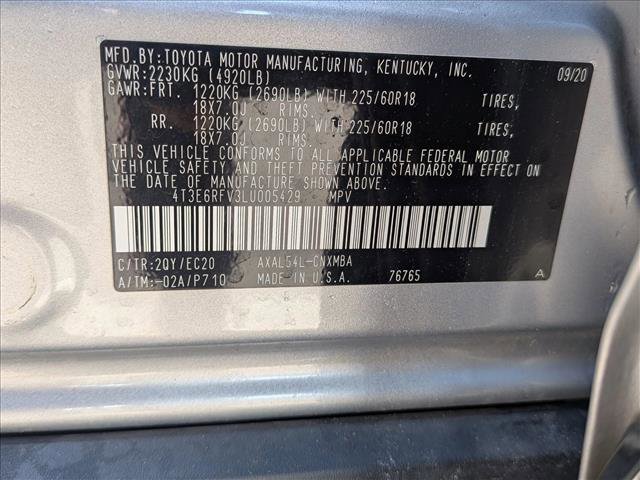 MFD.BY:TOYOTA MOTOR MANUFACTURING, KENTUCKY, INC. 09/20
GVWR:2230KG (4920LB)
GAWR:FRT. 1220KG (2690LB) WITH 225/60R18 TIRES,
18X7.0J RIMS.
RR. 1220KG (2690LB) WITH 225/60R18 TIRES,
18X7.0J RIMS.
THIS VEHICLE CONFORMS TO ALL APPLICABLE FEDERAL MOTOR
VEHICLE SAFETY AND THEFT PREVENTION STANDARDS IN EFFECT ON
THE DATE OF MANUFACTURE SHOWN ABOVE.
4T3E6RFV3LU005429 MPV
C/TR:2QY/EC20 AXAL54L-CNXMBA
A/TM:-02A/P710 MADE IN U.S.A. 76765 A